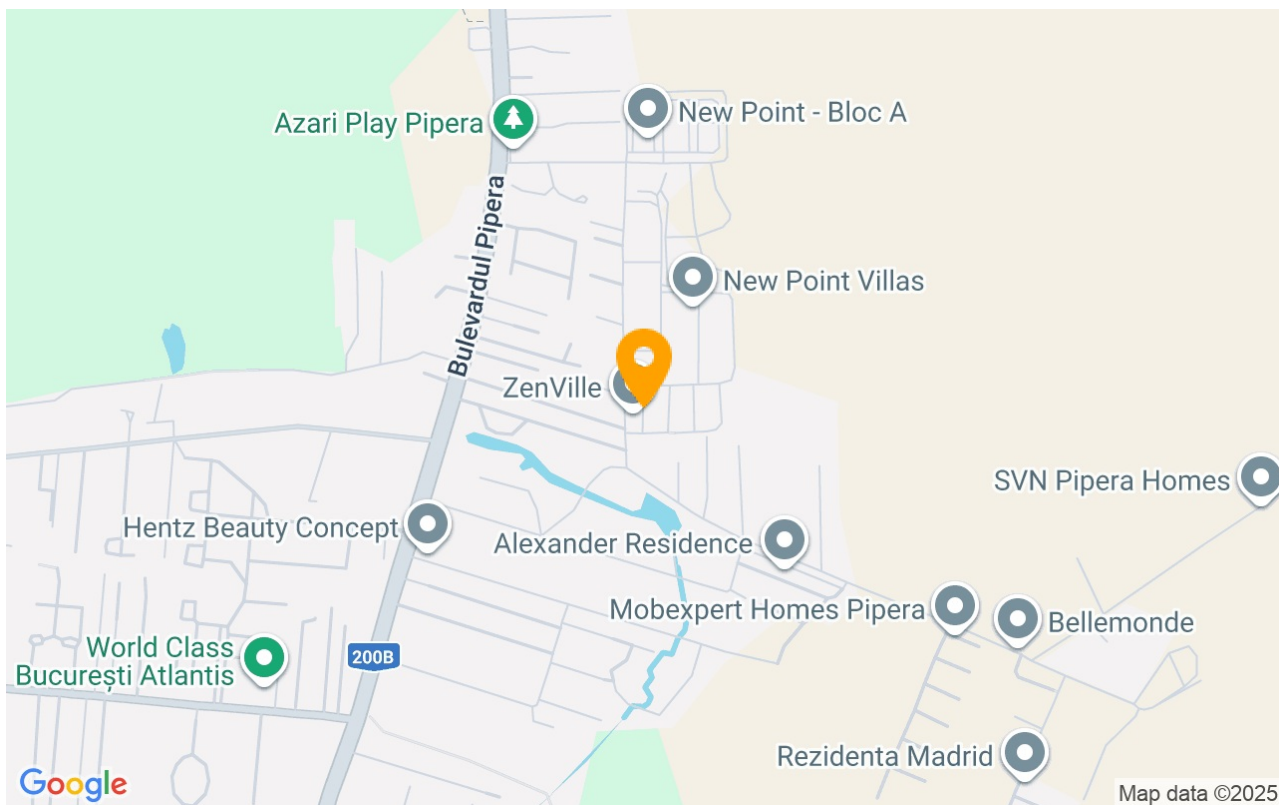 Azari Play Pipera
New Point - Bloc A
Bulevardul Pipera
New Point Villas
ZenVille
SVN Pipera Homes
Hentz Beauty Concept
Alexander Residence
Mobexpert Homes Pipera
Bellemonde
World Class
București Atlantis
200B
Rezidenta Madrid
Google
Map data ©2025